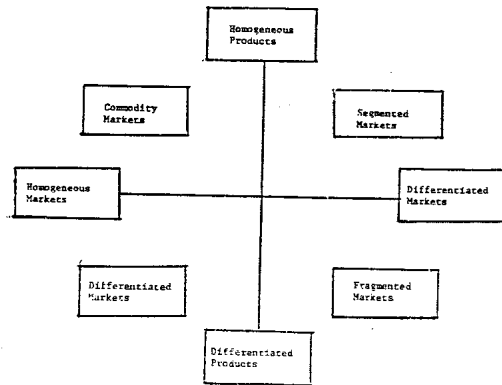 Homogeneous
Products
Commodity
Markets
Segmented
Markets
Homogeneous
Markets
Differentiated
Markets
Differentiated
Markets
Fragmented
Markets
Differentiated
Products